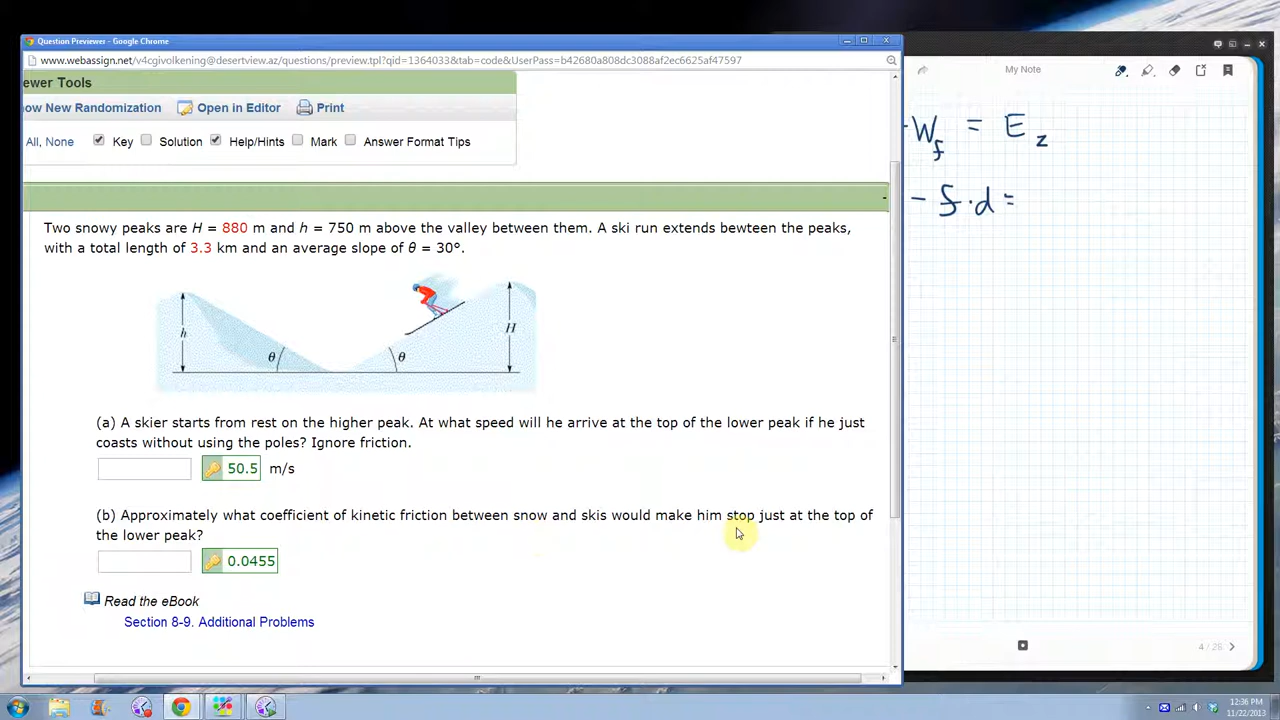 Question Previewer - Google Chrome
www.webassign.net/v4cgivolkening@desertview.az/questions/preview.tpl?qid=1364033&tab=code&UserPass=b42680a808dc3088af2ec6625af47597
ewer Tools
ow New Randomization Open in Editor Print
All, None Key Solution Help/Hints Mark Answer Format Tips
-
Two snowy peaks are H = 880 m and h = 750 m above the valley between them. A ski run extends bewteen the peaks,
with a total length of 3.3 km and an average slope of θ = 30°.
h θ θ H
(a) A skier starts from rest on the higher peak. At what speed will he arrive at the top of the lower peak if he just
coasts without using the poles? Ignore friction.
50.5 m/s
(b) Approximately what coefficient of kinetic friction between snow and skis would make him stop just at the top of
the lower peak?
0.0455
Read the eBook
Section 8-9. Additional Problems
My Note
-W_f = E_2
- f·d =
4 / 26
12:36 PM
11/22/2013